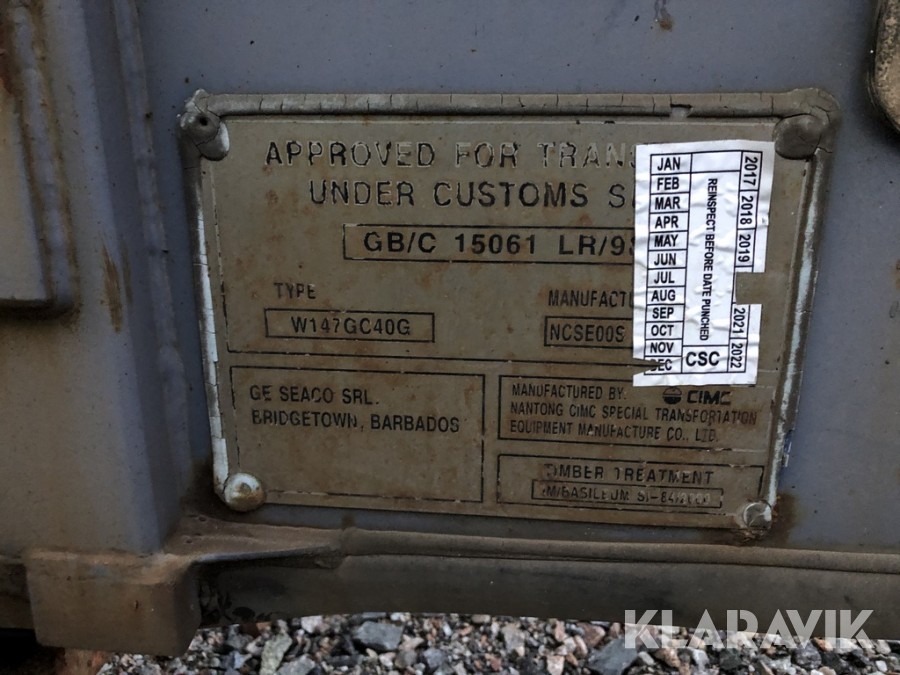 APPROVED FOR TRANS
UNDER CUSTOMS S
GB/C 15061 LR/9
TYPE
W147GC40G
MANUFACTU
NCSE00S
GE SEACO SRL.
BRIDGETOWN, BARBADOS
MANUFACTURED BY. CIMC
NANTONG CIMC SPECIAL TRANSPORTATION
EQUIPMENT MANUFACTURE CO., LTD.
TIMBER TREATMENT
JAN
FEB
MAR
APR
MAY
JUN
JUL
AUG
SEP
OCT
NOV
DEC
REINSPECT BEFORE DATE PUNCHED
CSC
2017 2018 2019 2021 2022
KLARAVIK